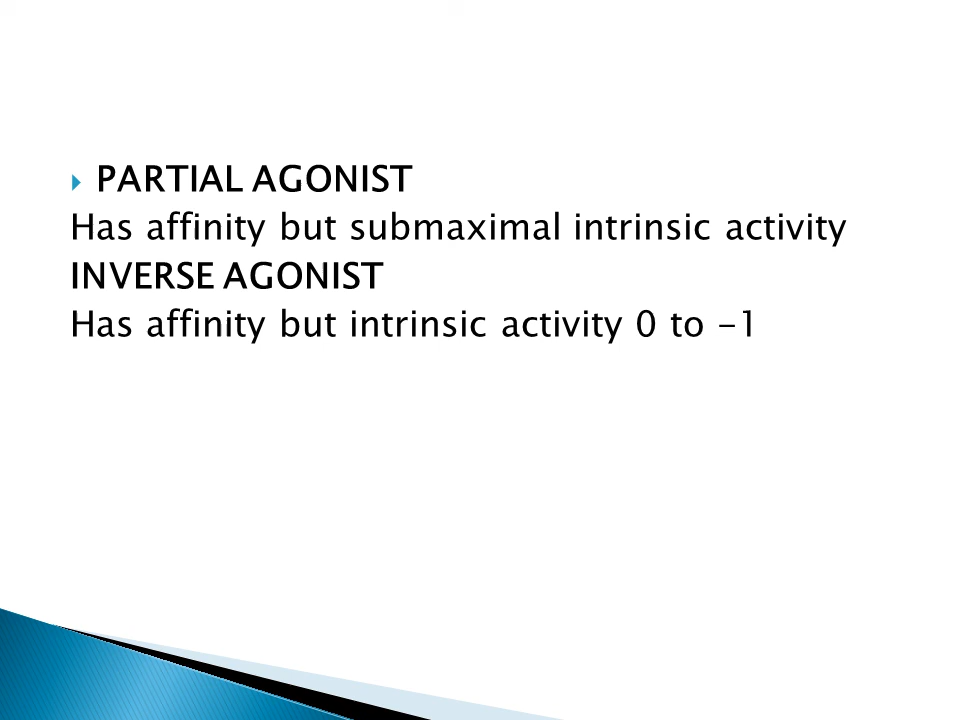 PARTIAL AGONIST
Has affinity but submaximal intrinsic activity
INVERSE AGONIST
Has affinity but intrinsic activity 0 to -1